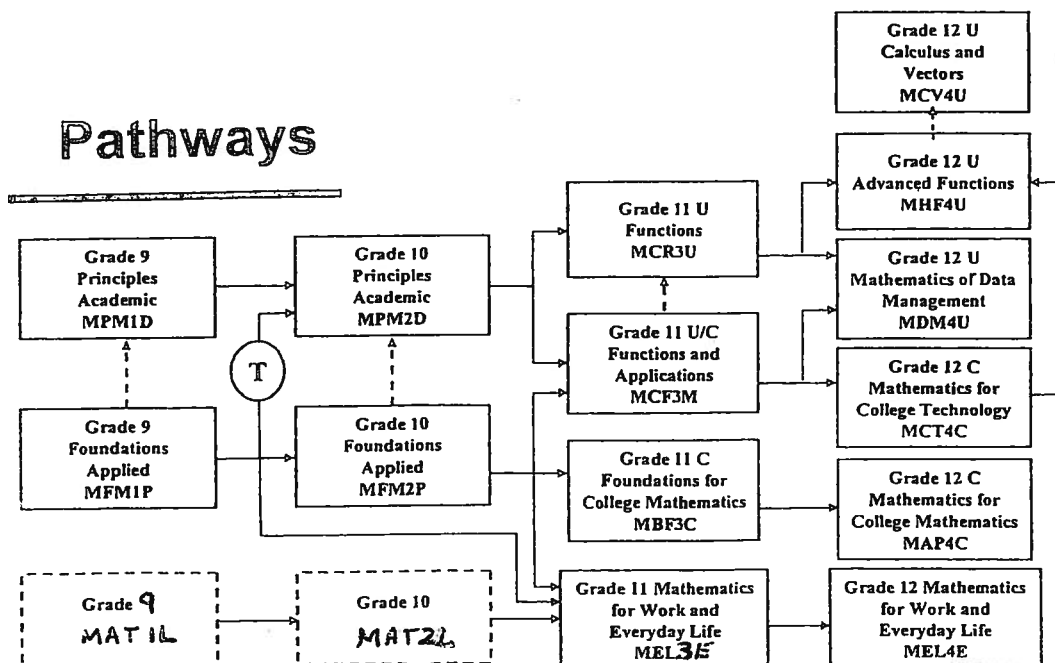 Pathways
Grade 9
Principles
Academic
MPM1D
Grade 10
Principles
Academic
MPM2D
Grade 11 U
Functions
MCR3U
Grade 12 U
Calculus and
Vectors
MCV4U
Grade 12 U
Advanced Functions
MHF4U
Grade 12 U
Mathematics of Data
Management
MDM4U
T
Grade 11 U/C
Functions and
Applications
MCF3M
Grade 12 C
Mathematics for
College Technology
MCT4C
Grade 9
Foundations
Applied
MFM1P
Grade 10
Foundations
Applied
MFM2P
Grade 11 C
Foundations for
College Mathematics
MBF3C
Grade 12 C
Mathematics for
College Mathematics
MAP4C
Grade 9
MAT1L
Grade 10
MAT2L
Grade 11 Mathematics
for Work and
Everyday Life
MEL3E
Grade 12 Mathematics
for Work and
Everyday Life
MEL4E